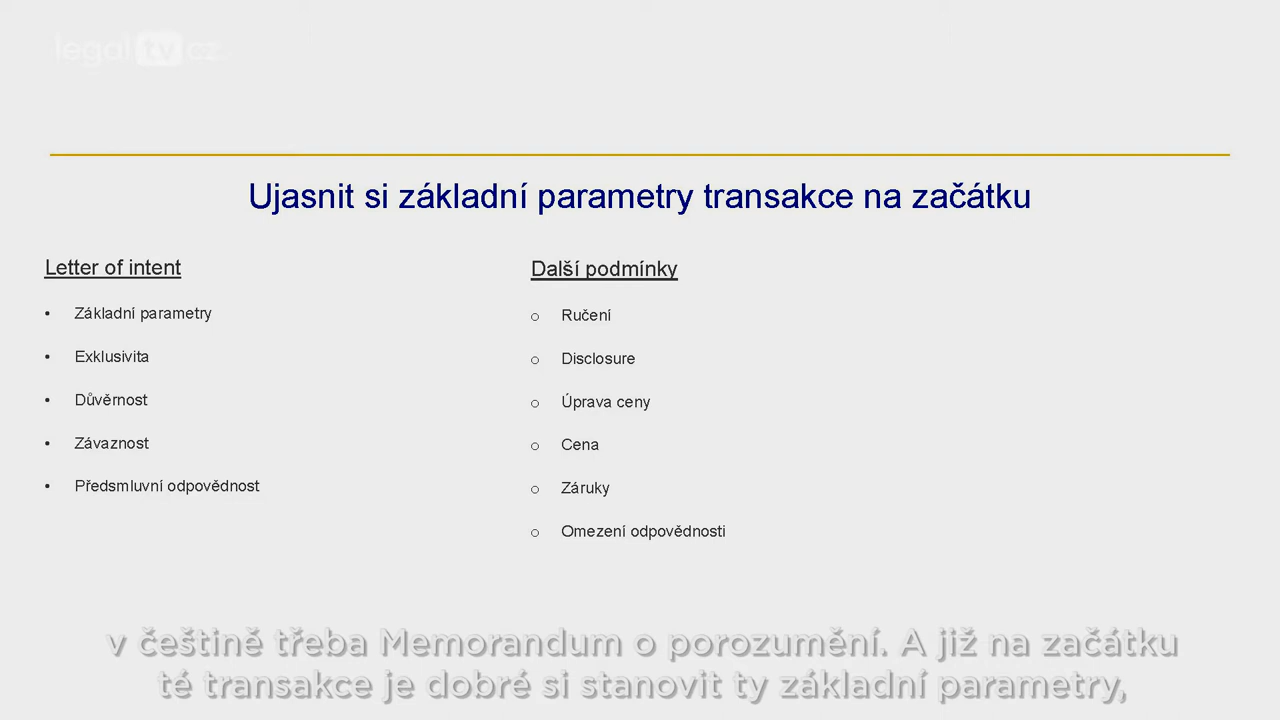 legal tv cz
Ujasnit si základní parametry transakce na začátku
Letter of intent
• Základní parametry
• Exklusivita
• Důvěrnost
• Závaznost
• Předsmluvní odpovědnost
Další podmínky
o Ručení
o Disclosure
o Úprava ceny
o Cena
o Záruky
o Omezení odpovědnosti
v češtině třeba Memorandum o porozumění. A již na začátku
té transakce je dobré si stanovit ty základní parametry,